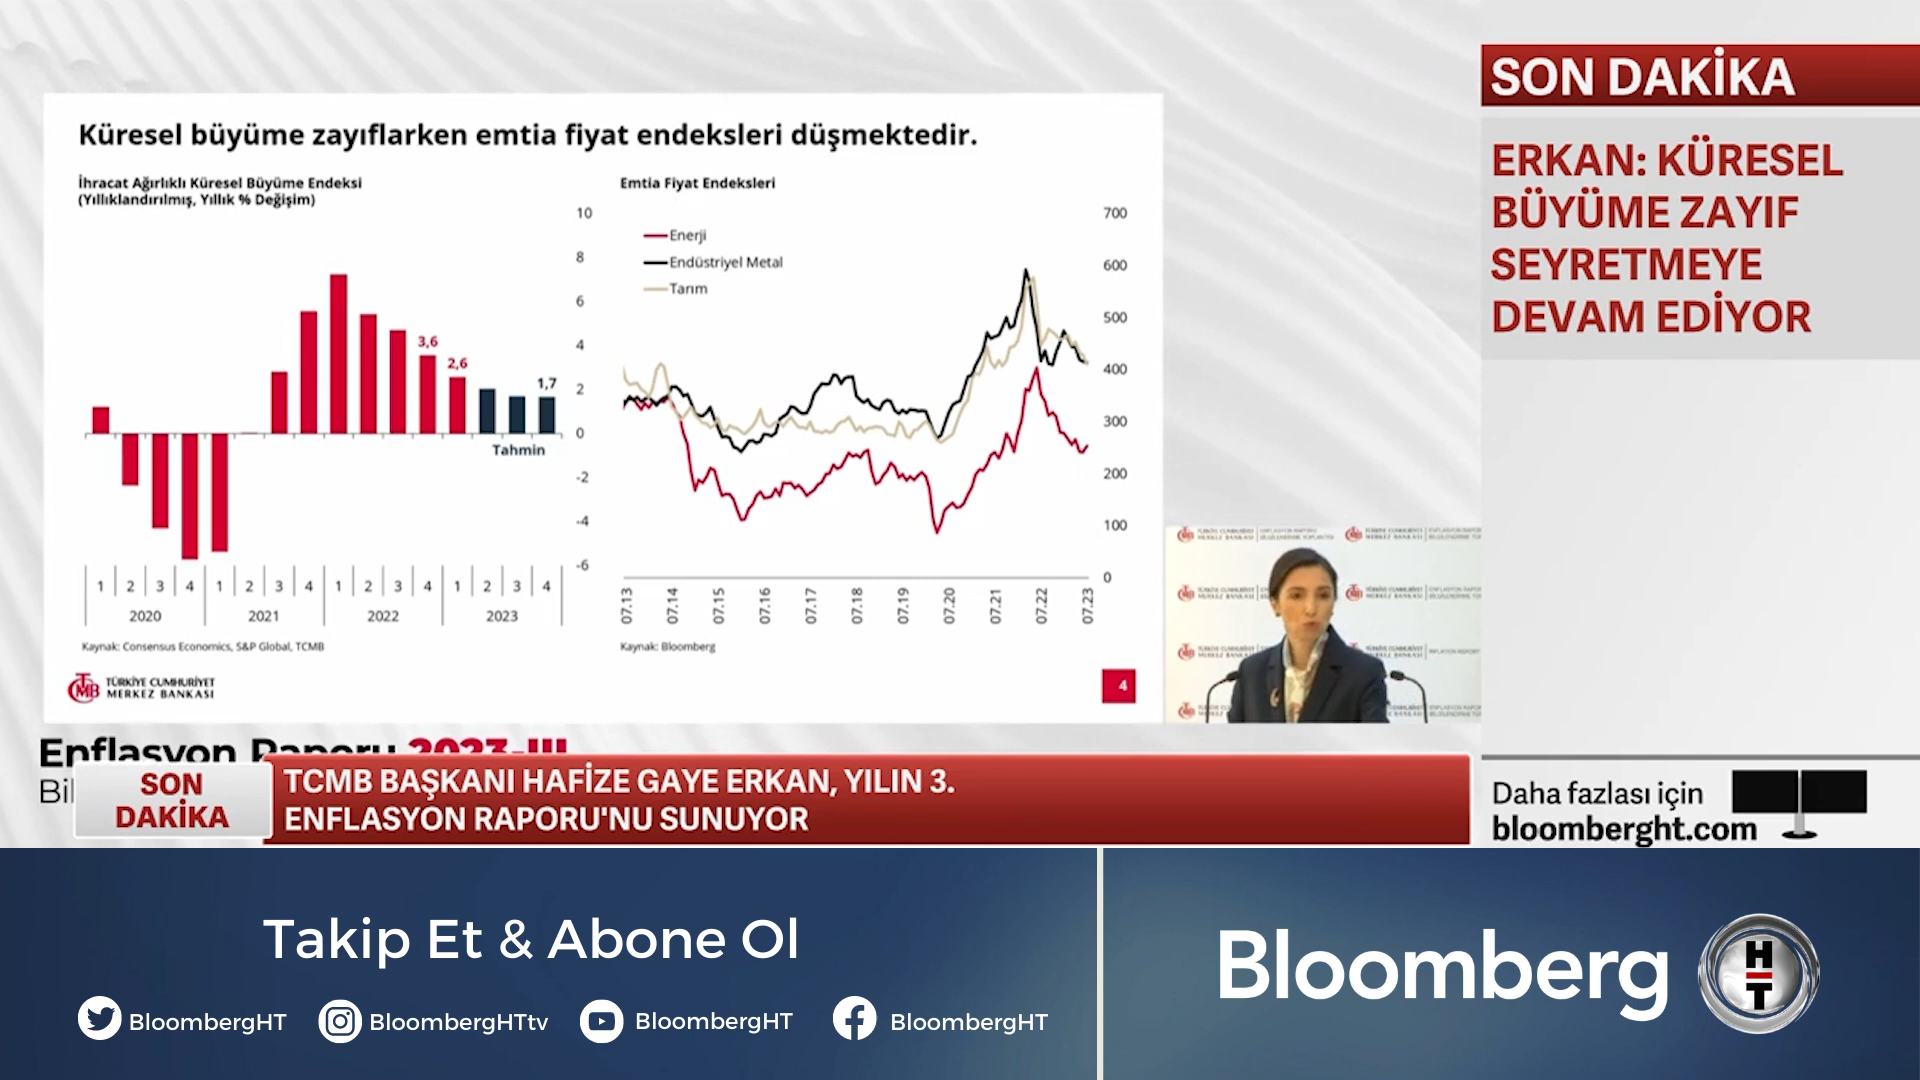 Küresel büyüme zayıflarken emtia fiyat endeksleri düşmektedir.
İhracat Ağırlıklı Küresel Büyüme Endeksi
(Yıllıklandırılmış, Yıllık % Değişim)
10
8
6
4
2
0
-2
-4
-6
3,6
2,6
1,7
Tahmin
1 2 3 4 1 2 3 4 1 2 3 4 1 2 3 4
2020 2021 2022 2023
Kaynak: Consensus Economics, S&P Global, TCMB
Emtia Fiyat Endeksleri
Enerji
Endüstriyel Metal
Tarım
700
600
500
400
300
200
100
0
07.13 07.14 07.15 07.16 07.17 07.18 07.19 07.20 07.21 07.22 07.23
Kaynak: Bloomberg
TCMB
TÜRKİYE CUMHURİYET
MERKEZ BANKASI
4
SON DAKİKA
ERKAN: KÜRESEL
BÜYÜME ZAYIF
SEYRETMEYE
DEVAM EDİYOR
Enflasyon Raporu 2023-III
Bil
SON
DAKİKA
TCMB BAŞKANI HAFİZE GAYE ERKAN, YILIN 3.
ENFLASYON RAPORU'NU SUNUYOR
Daha fazlası için
bloomberght.com
Takip Et & Abone Ol
BloombergHT
BloombergHTtv
BloombergHT
BloombergHT
Bloomberg
HT